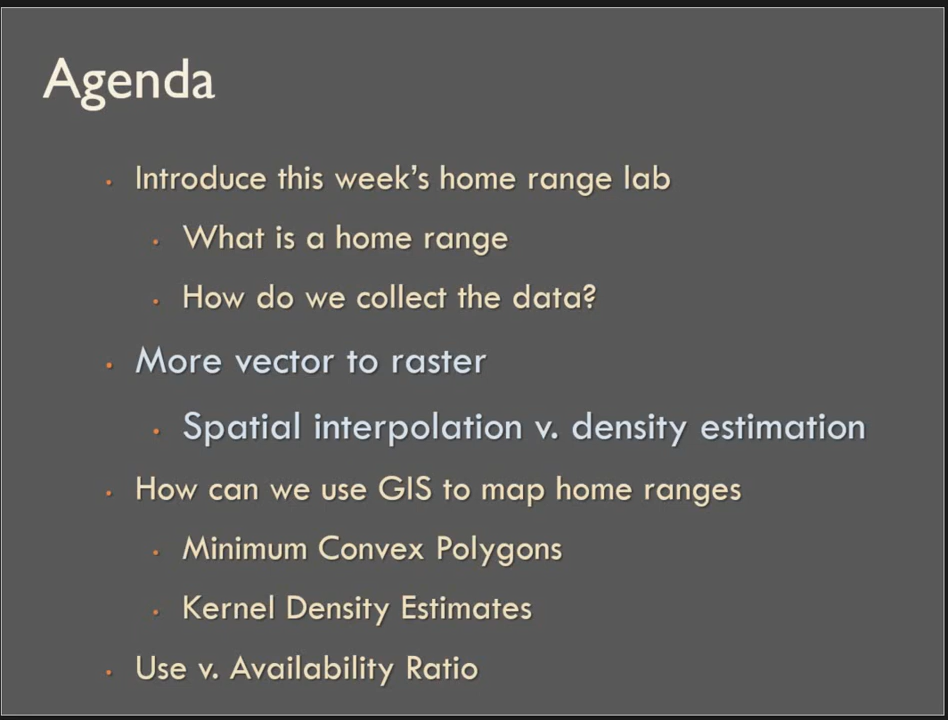 Agenda
Introduce this week's home range lab
What is a home range
How do we collect the data?
More vector to raster
Spatial interpolation v. density estimation
How can we use GIS to map home ranges
Minimum Convex Polygons
Kernel Density Estimates
Use v. Availability Ratio